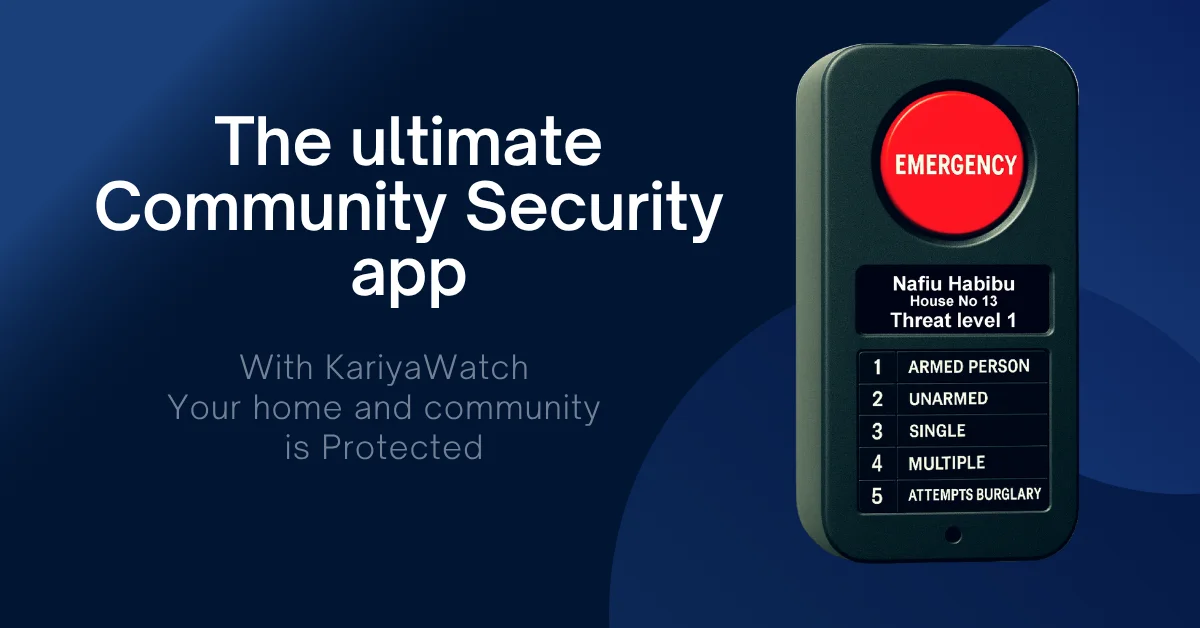 The ultimate
Community Security
app
With KariyaWatch
Your home and community
is Protected
EMERGENCY
Nafiu Habibu
House No 13
Threat level 1
1 ARMED PERSON
2 UNARMED
3 SINGLE
4 MULTIPLE
5 ATTEMPTS BURGLARY